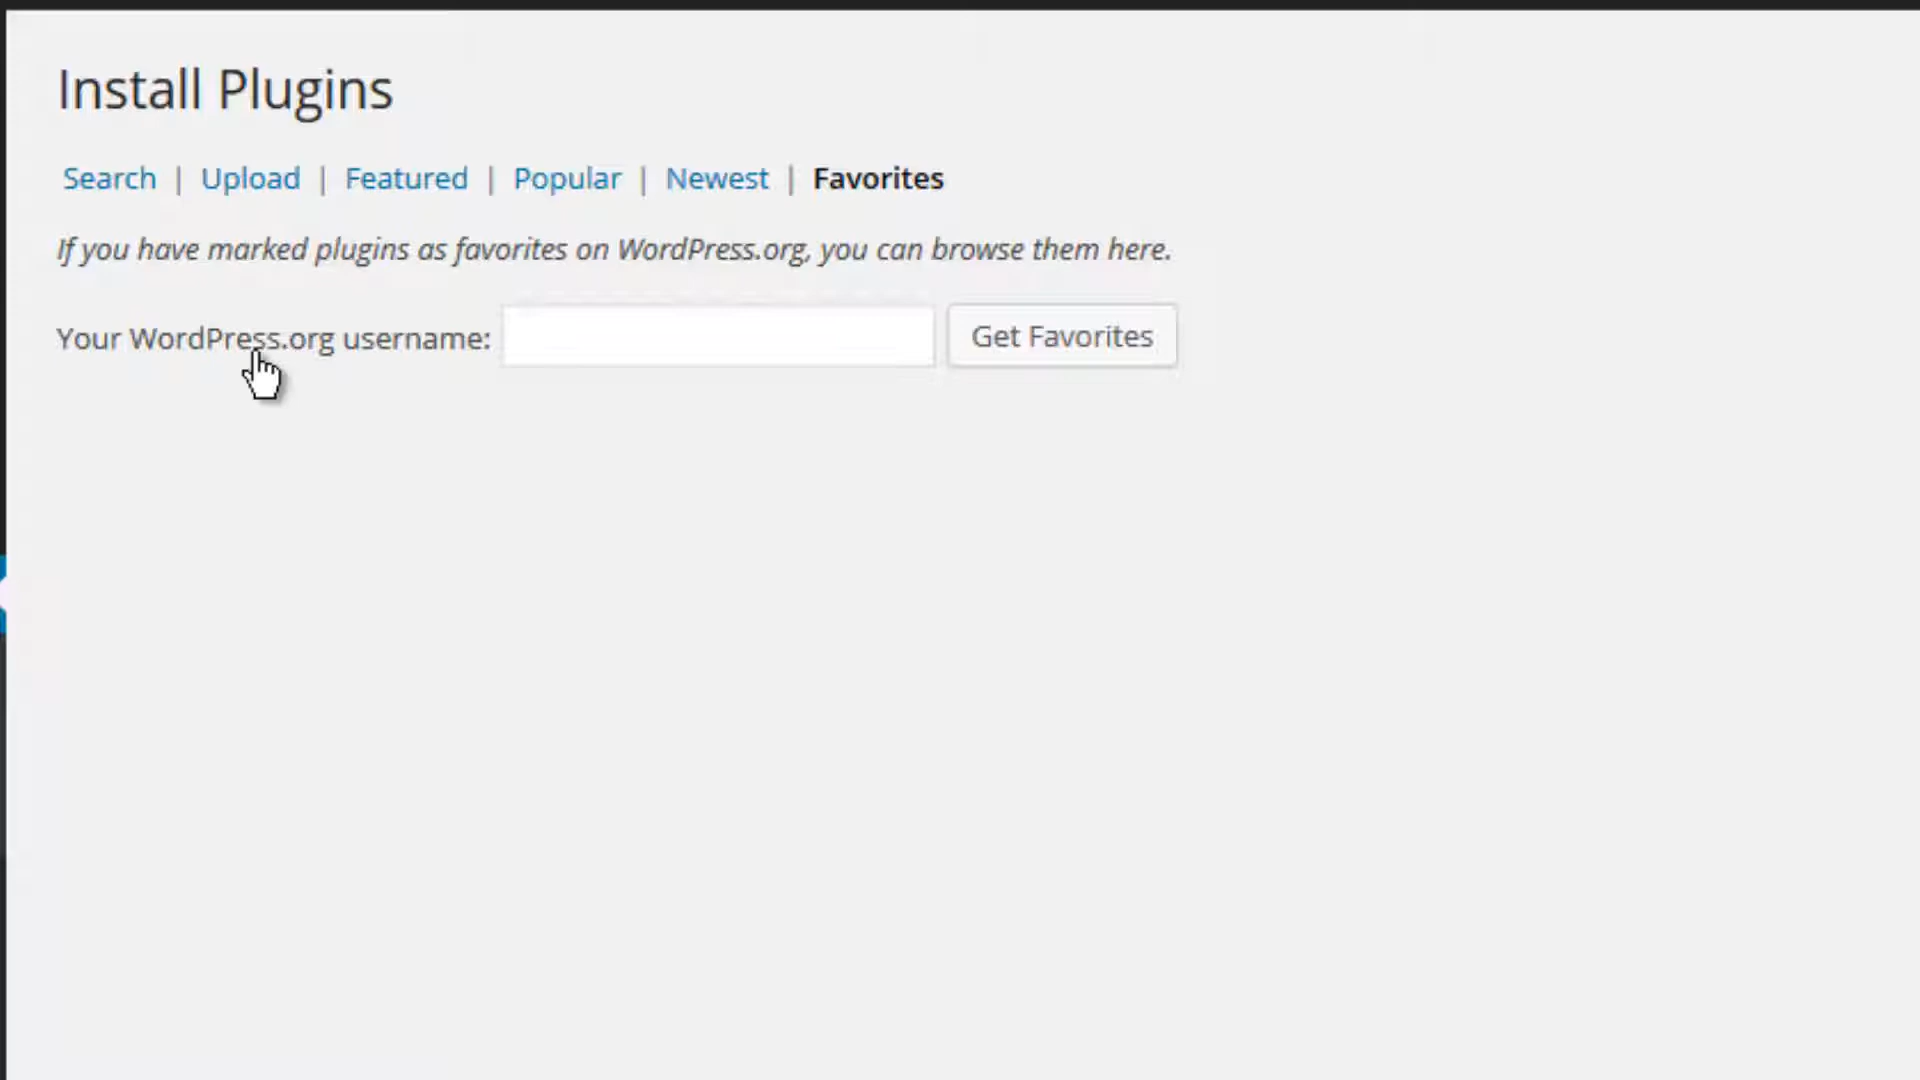 Install Plugins
Search | Upload | Featured | Popular | Newest | Favorites
If you have marked plugins as favorites on WordPress.org, you can browse them here.
Your WordPress.org username: Get Favorites